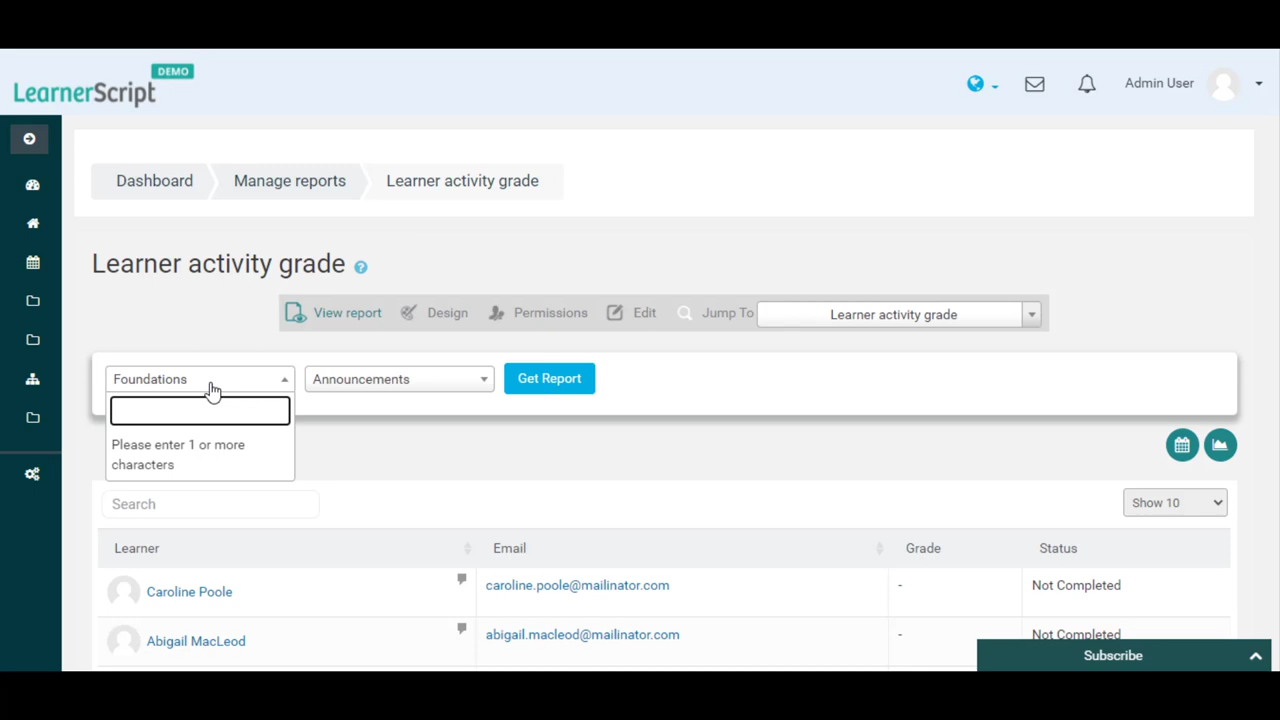 DEMO
LearnerScript
Admin User
Dashboard
Manage reports
Learner activity grade
Learner activity grade
View report
Design
Permissions
Edit
Jump To
Learner activity grade
Foundations
Announcements
Get Report
Please enter 1 or more
characters
Search
Show 10
Learner
Email
Grade
Status
Caroline Poole
caroline.poole@mailinator.com
-
Not Completed
Abigail MacLeod
abigail.macleod@mailinator.com
-
Not Completed
Subscribe